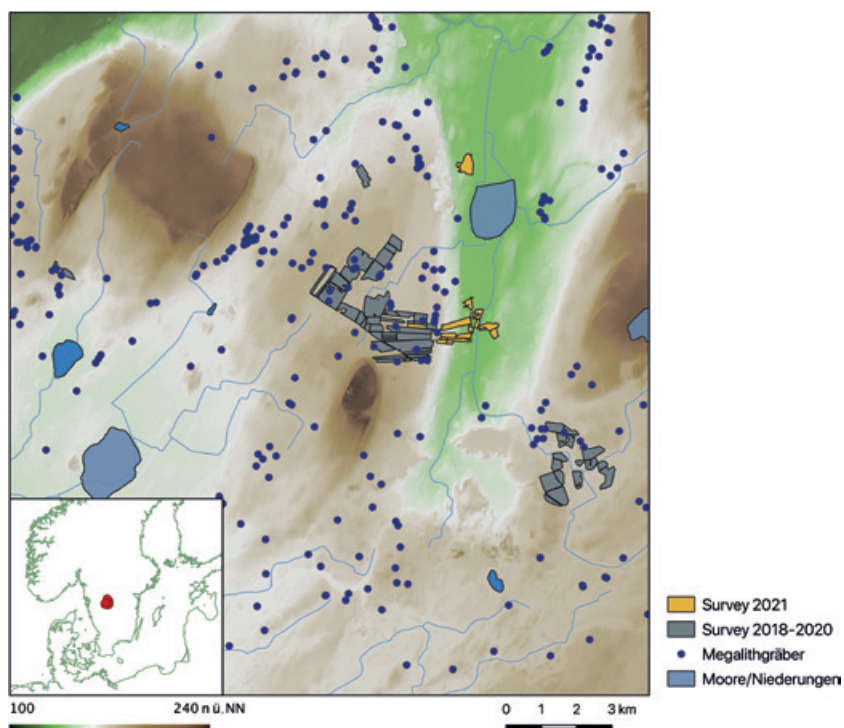 Survey 2021
Survey 2018-2020
Megalithgräber
Moore/Niederungen
100 240 n ü. NN 0 1 2 3 km